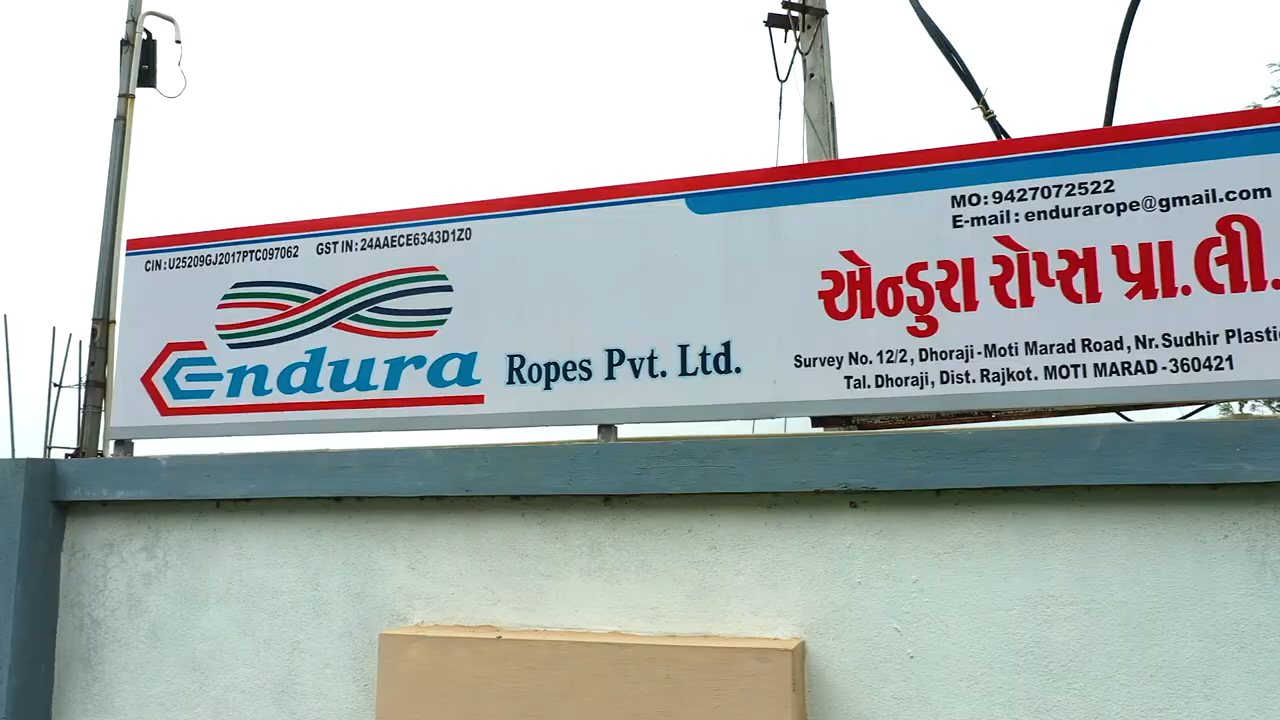 CIN:U25209GJ2017PTC097062 GST IN:24AAECE6343D1Z0
Endura Ropes Pvt. Ltd.
MO:9427072522
E-mail:endurarope@gmail.com
એન્ડુરા રોપ્સ પ્રા.લી.
Survey No. 12/2, Dhoraji-Moti Marad Road, Nr. Sudhir Plastic
Tal. Dhoraji, Dist. Rajkot. MOTI MARAD-360421